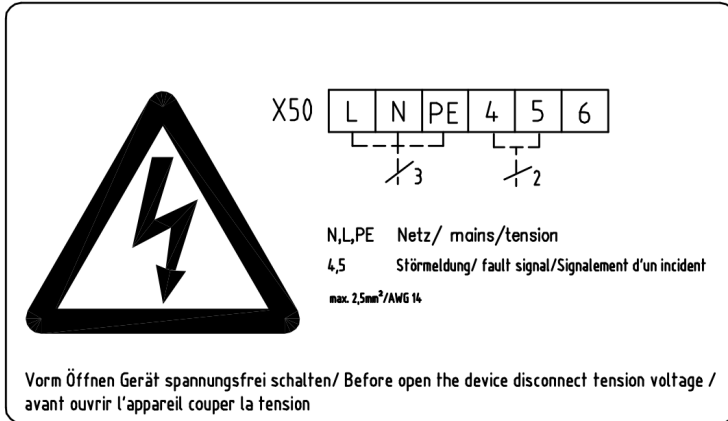 X50 L N PE 4 5 6
3 2
N,L,PE Netz/ mains/tension
4,5 Störmeldung/ fault signal/Signalement d'un incident
max. 2,5mm²/AWG 14
Vorm Öffnen Gerät spannungsfrei schalten/ Before open the device disconnect tension voltage /
avant ouvrir l'appareil couper la tension